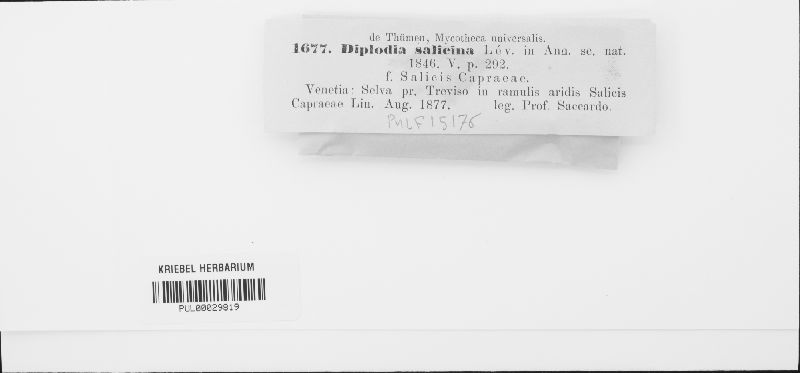 de Thümen, Mycotheca universalis.
1677. Diplodia salicina Lév. in Ann. sc. nat.
1846. V. p. 292.
f. Salicis Capraeae.
Venetia: Selva pr. Treviso in ramulis aridis Salicis
Capraeae Lin. Aug. 1877. leg. Prof. Saccardo.
PULF15176
KRIEBEL HERBARIUM
PUL00029819